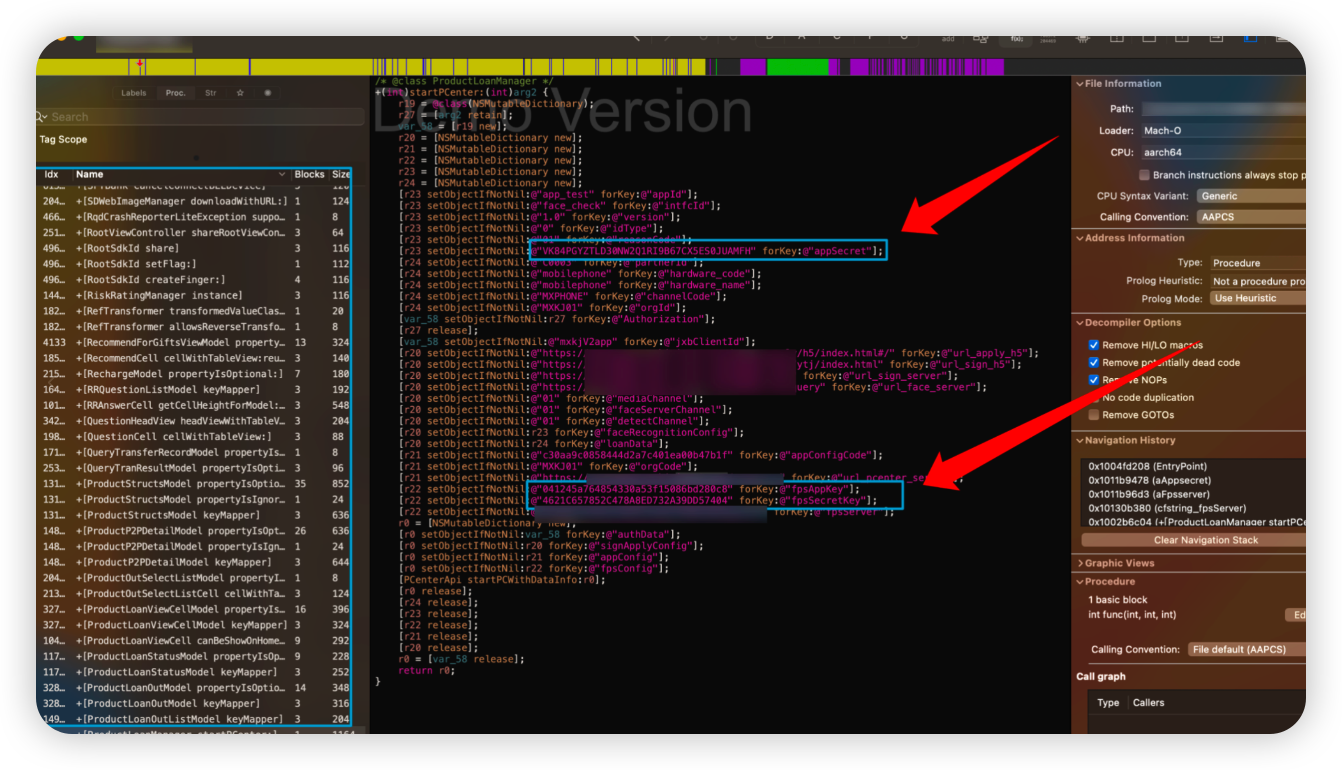 Labels Proc. Str
Search
Tag Scope
Idx Name Blocks Size
204… +[SDWebImageManager downloadWithURL:] 1 124
466… +[RqdCrashReporterLiteException suppo… 1 8
251… +[RootViewController shareRootViewCon… 3 64
496… +[RootSdkId share] 3 116
496… +[RootSdkId setFlag:] 1 112
496… +[RootSdkId createFinger:] 4 116
144… +[RiskRatingManager instance] 3 116
182… +[RefTransformer transformedValueClas… 1 20
182… +[RefTransformer allowsReverseTransfo… 1 8
4133 +[RecommendForGiftsViewModel property… 13 324
185… +[RecommendCell cellWithTableView:reu… 3 140
215… +[RechargeModel propertyIsOptional:] 7 180
164… +[RRQuestionListModel keyMapper] 3 192
101… +[RRAnswerCell getCellHeightForModel:… 3 548
342… +[QuestionHeadView headViewWithTableV… 3 204
198… +[QuestionCell cellWithTableView:] 3 88
171… +[QueryTransferRecordModel propertyIs… 1 8
253… +[QueryTranResultModel propertyIsOpti… 3 96
131… +[ProductStructsModel propertyIsOptio… 35 852
131… +[ProductStructsModel propertyIsIgnor… 1 24
131… +[ProductStructsModel keyMapper] 3 636
148… +[ProductP2PDetailModel propertyIsOpt… 26 636
148… +[ProductP2PDetailModel propertyIsIgn… 1 24
148… +[ProductP2PDetailModel keyMapper] 3 644
204… +[ProductOutSelectListModel propertyI… 1 8
213… +[ProductOutSelectListCell cellWithTa… 3 124
327… +[ProductLoanViewCellModel propertyIs… 16 396
327… +[ProductLoanViewCellModel keyMapper] 3 324
104… +[ProductLoanViewCell canBeShowOnHome… 9 292
117… +[ProductLoanStatusModel propertyIsOp… 9 228
117… +[ProductLoanStatusModel keyMapper] 3 252
328… +[ProductLoanOutModel propertyIsOptio… 14 348
328… +[ProductLoanOutModel keyMapper] 3 316
149… +[ProductLoanOutListModel keyMapper] 3 204
Demo Version
/* @class ProductLoanManager */
+(int)startPCenter:(int)arg2 {
r19 = @class(NSMutableDictionary);
r27 = [arg2 retain];
var_58 = [r19 new];
r20 = [NSMutableDictionary new];
r21 = [NSMutableDictionary new];
r22 = [NSMutableDictionary new];
r23 = [NSMutableDictionary new];
r24 = [NSMutableDictionary new];
[r23 setObjectIfNotNil:@"app_test" forKey:@"appId"];
[r23 setObjectIfNotNil:@"face_check" forKey:@"intfcId"];
[r23 setObjectIfNotNil:@"1.0" forKey:@"version"];
[r23 setObjectIfNotNil:@"0" forKey:@"idType"];
[r23 setObjectIfNotNil:@"01" forKey:@"reasonCode"];
[r23 setObjectIfNotNil:@"VK84PGYZTLD30NW2Q1RI9B67CX5ES0JUAMFH" forKey:@"appSecret"];
[r24 setObjectIfNotNil:@"C0003" forKey:@"partnerId"];
[r24 setObjectIfNotNil:@"mobilephone" forKey:@"hardware_code"];
[r24 setObjectIfNotNil:@"mobilephone" forKey:@"hardware_name"];
[r24 setObjectIfNotNil:@"MXPHONE" forKey:@"channelCode"];
[r24 setObjectIfNotNil:@"MXKJ01" forKey:@"orgId"];
[var_58 setObjectIfNotNil:r27 forKey:@"Authorization"];
[r27 release];
[var_58 setObjectIfNotNil:@"mxkjV2app" forKey:@"jxbClientId"];
[r20 setObjectIfNotNil:@"https:/ /h5/index.html#/" forKey:@"url_apply_h5"];
[r20 setObjectIfNotNil:@"https:/ ytj/index.html" forKey:@"url_sign_h5"];
[r20 setObjectIfNotNil:@"https:/ forKey:@"url_sign_server"];
[r20 setObjectIfNotNil:@"https:/ uery" forKey:@"url_face_server"];
[r20 setObjectIfNotNil:@"01" forKey:@"mediaChannel"];
[r20 setObjectIfNotNil:@"01" forKey:@"faceServerChannel"];
[r20 setObjectIfNotNil:@"01" forKey:@"detectChannel"];
[r20 setObjectIfNotNil:r23 forKey:@"faceRecognitionConfig"];
[r20 setObjectIfNotNil:r24 forKey:@"loanData"];
[r21 setObjectIfNotNil:@"c30aa9c0858444d2a7c401ea00b47b1f" forKey:@"appConfigCode"];
[r21 setObjectIfNotNil:@"MXKJ01" forKey:@"orgCode"];
[r21 setObjectIfNotNil:@"https:/ forKey:@"url_pcenter_se
[r22 setObjectIfNotNil:@"041245a764854330a53f15086bd280c8" forKey:@"fpsAppKey"];
[r22 setObjectIfNotNil:@"4621C657852C478A8ED732A39DD57404" forKey:@"fpsSecretKey"];
[r22 setObjectIfNotNil: forKey:@"fpsServer"];
r0 = [NSMutableDictionary new];
[r0 setObjectIfNotNil:var_58 forKey:@"authData"];
[r0 setObjectIfNotNil:r20 forKey:@"signApplyConfig"];
[r0 setObjectIfNotNil:r21 forKey:@"appConfig"];
[r0 setObjectIfNotNil:r22 forKey:@"fpsConfig"];
[PCenterApi startPCWithDataInfo:r0];
[r0 release];
[r24 release];
[r23 release];
[r22 release];
[r21 release];
[r20 release];
r0 = [var_58 release];
return r0;
}
File Information
Path:
Loader: Mach-O
CPU: aarch64
Branch instructions always stop p
CPU Syntax Variant: Generic
Calling Convention: AAPCS
Address Information
Type: Procedure
Prolog Heuristic: Not a procedure pro
Prolog Mode: Use Heuristic
Decompiler Options
Remove HI/LO macros
Remove potentially dead code
Remove NOPs
No code duplication
Remove GOTOs
Navigation History
0x1004fd208 (EntryPoint)
0x1011b9478 (aAppsecret)
0x1011b96d3 (aFpsserver)
0x10130b380 (cfstring_fpsServer)
0x1002b6c04 (+[ProductLoanManager startPCe
Clear Navigation Stack
Graphic Views
Procedure
1 basic block
int func(int, int, int) Ed
Calling Convention: File default (AAPCS)
Call graph
Type Callers